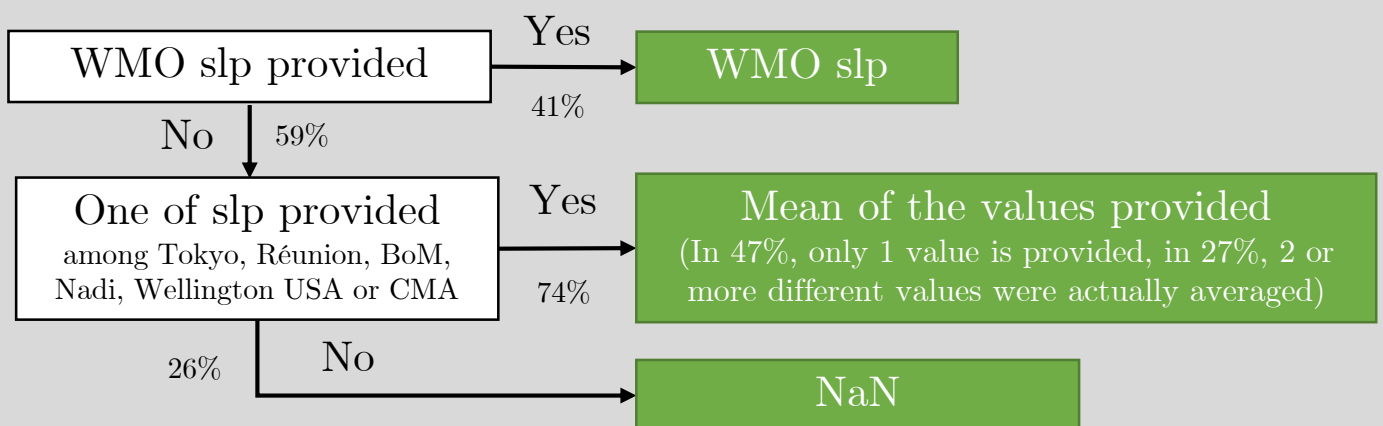 WMO slp provided
Yes
41%
WMO slp
No
59%
One of slp provided
among Tokyo, Réunion, BoM,
Nadi, Wellington USA or CMA
Yes
74%
Mean of the values provided
(In 47%, only 1 value is provided, in 27%, 2 or
more different values were actually averaged)
26%
No
NaN